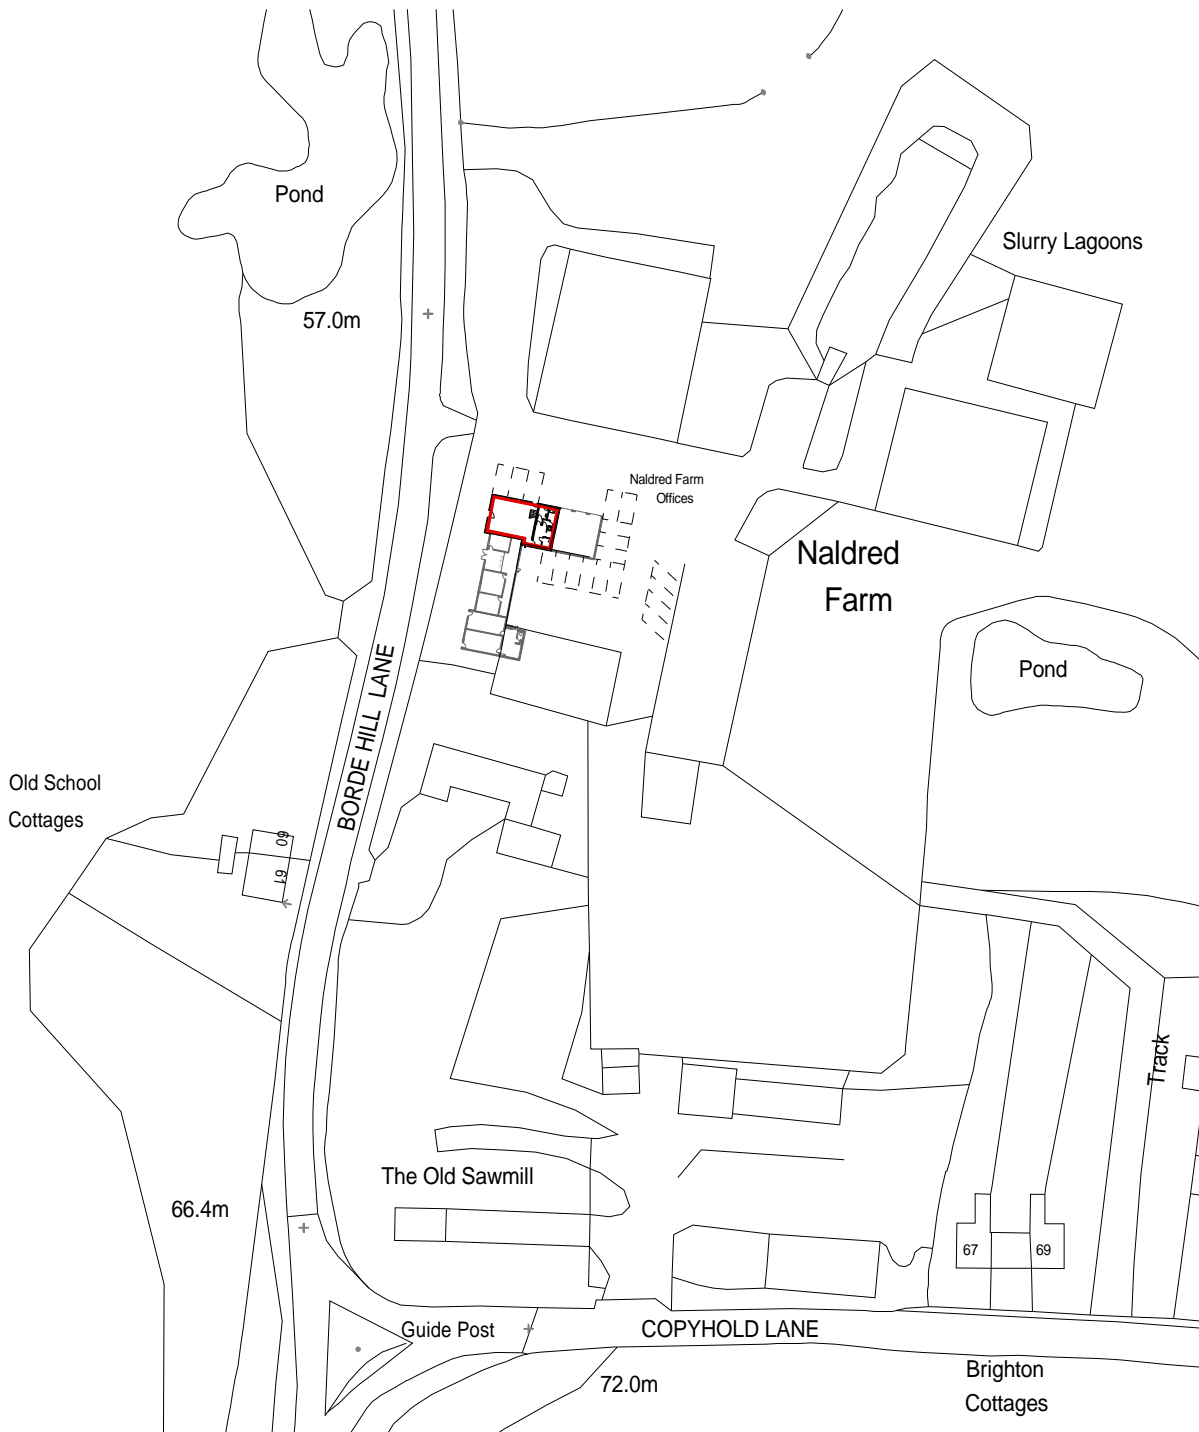 Pond
Slurry Lagoons
57.0m
Naldred Farm
Offices
Naldred
Farm
Pond
BORDE HILL LANE
Old School
Cottages
60
61
Track
The Old Sawmill
66.4m
67
69
Guide Post
COPYHOLD LANE
72.0m
Brighton
Cottages